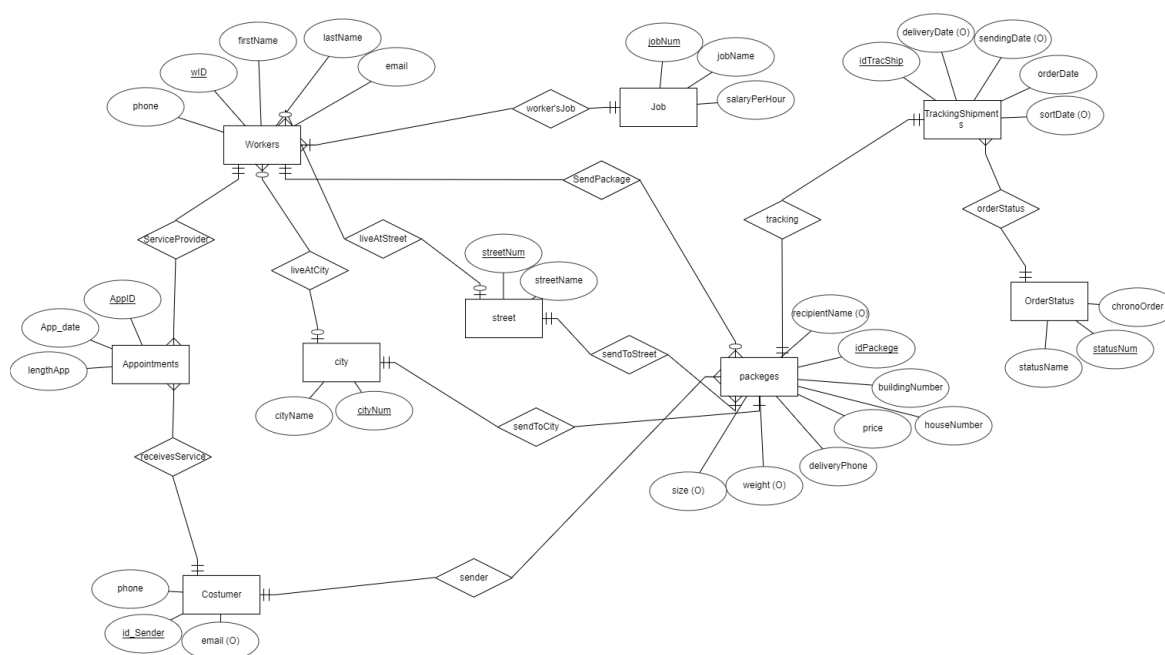 lastName
firstName
email
wID
phone
Workers
worker'sJob
jobNum
jobName
salaryPerHour
Job
deliveryDate (O)
sendingDate (O)
idTracShip
orderDate
sortDate (O)
TrackingShipment
s
SendPackage
tracking
orderStatus
ServiceProvider
liveAtStreet
liveAtCity
streetNum
streetName
street
AppID
App_date
lengthApp
Appointments
city
cityName
cityNum
sendToStreet
sendToCity
recipientName (O)
idPackege
buildingNumber
houseNumber
price
deliveryPhone
weight (O)
size (O)
packeges
OrderStatus
chronoOrder
statusNum
statusName
receivesService
sender
Costumer
phone
id_Sender
email (O)